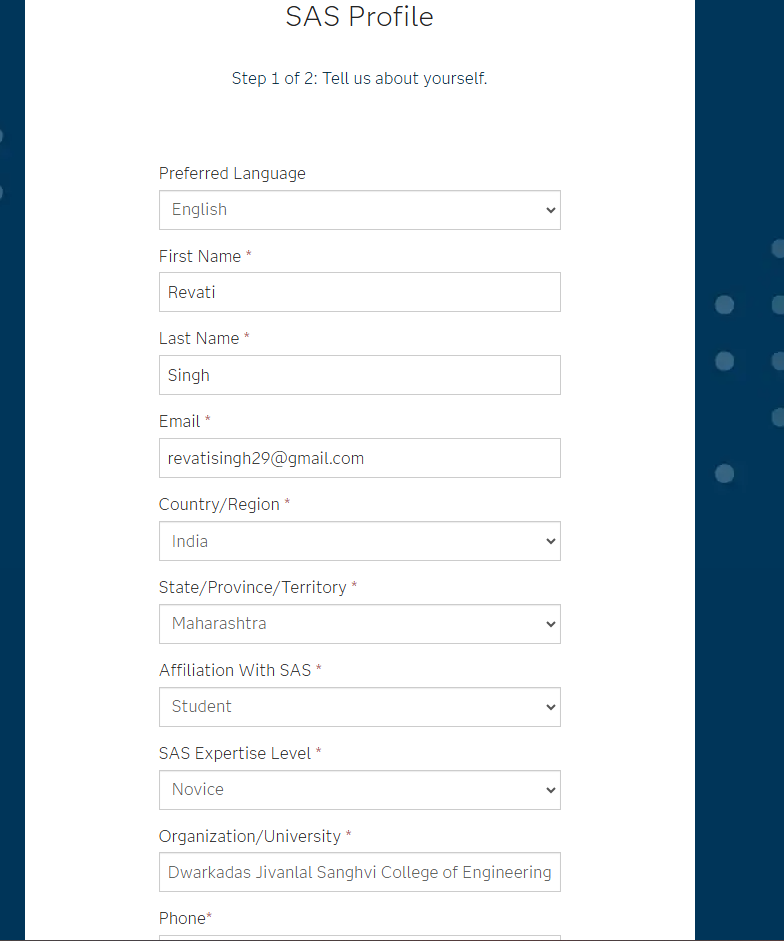 SAS Profile
Step 1 of 2: Tell us about yourself.
Preferred Language
English
First Name *
Revati
Last Name *
Singh
Email *
revatisingh29@gmail.com
Country/Region *
India
State/Province/Territory *
Maharashtra
Affiliation With SAS *
Student
SAS Expertise Level *
Novice
Organization/University *
Dwarkadas Jivanlal Sanghvi College of Engineering
Phone*